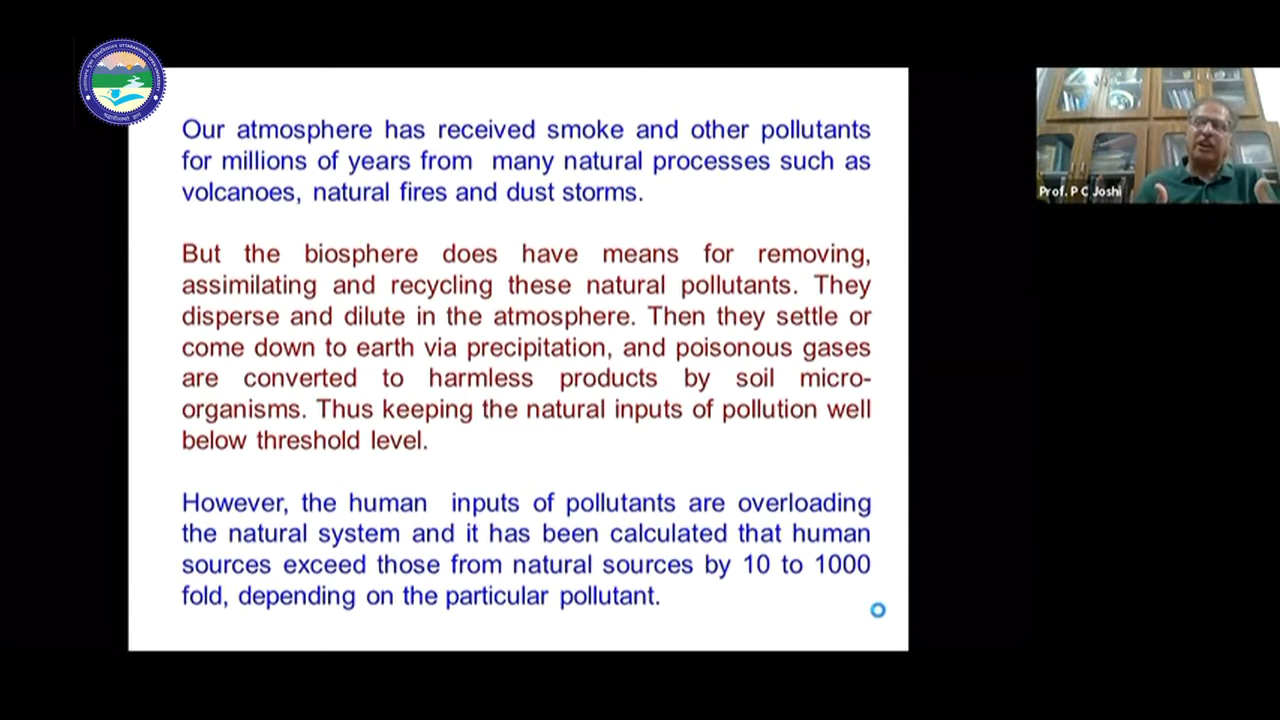 Our atmosphere has received smoke and other pollutants
for millions of years from many natural processes such as
volcanoes, natural fires and dust storms.
But the biosphere does have means for removing,
assimilating and recycling these natural pollutants. They
disperse and dilute in the atmosphere. Then they settle or
come down to earth via precipitation, and poisonous gases
are converted to harmless products by soil micro-
organisms. Thus keeping the natural inputs of pollution well
below threshold level.
However, the human inputs of pollutants are overloading
the natural system and it has been calculated that human
sources exceed those from natural sources by 10 to 1000
fold, depending on the particular pollutant.
Prof. P C Joshi